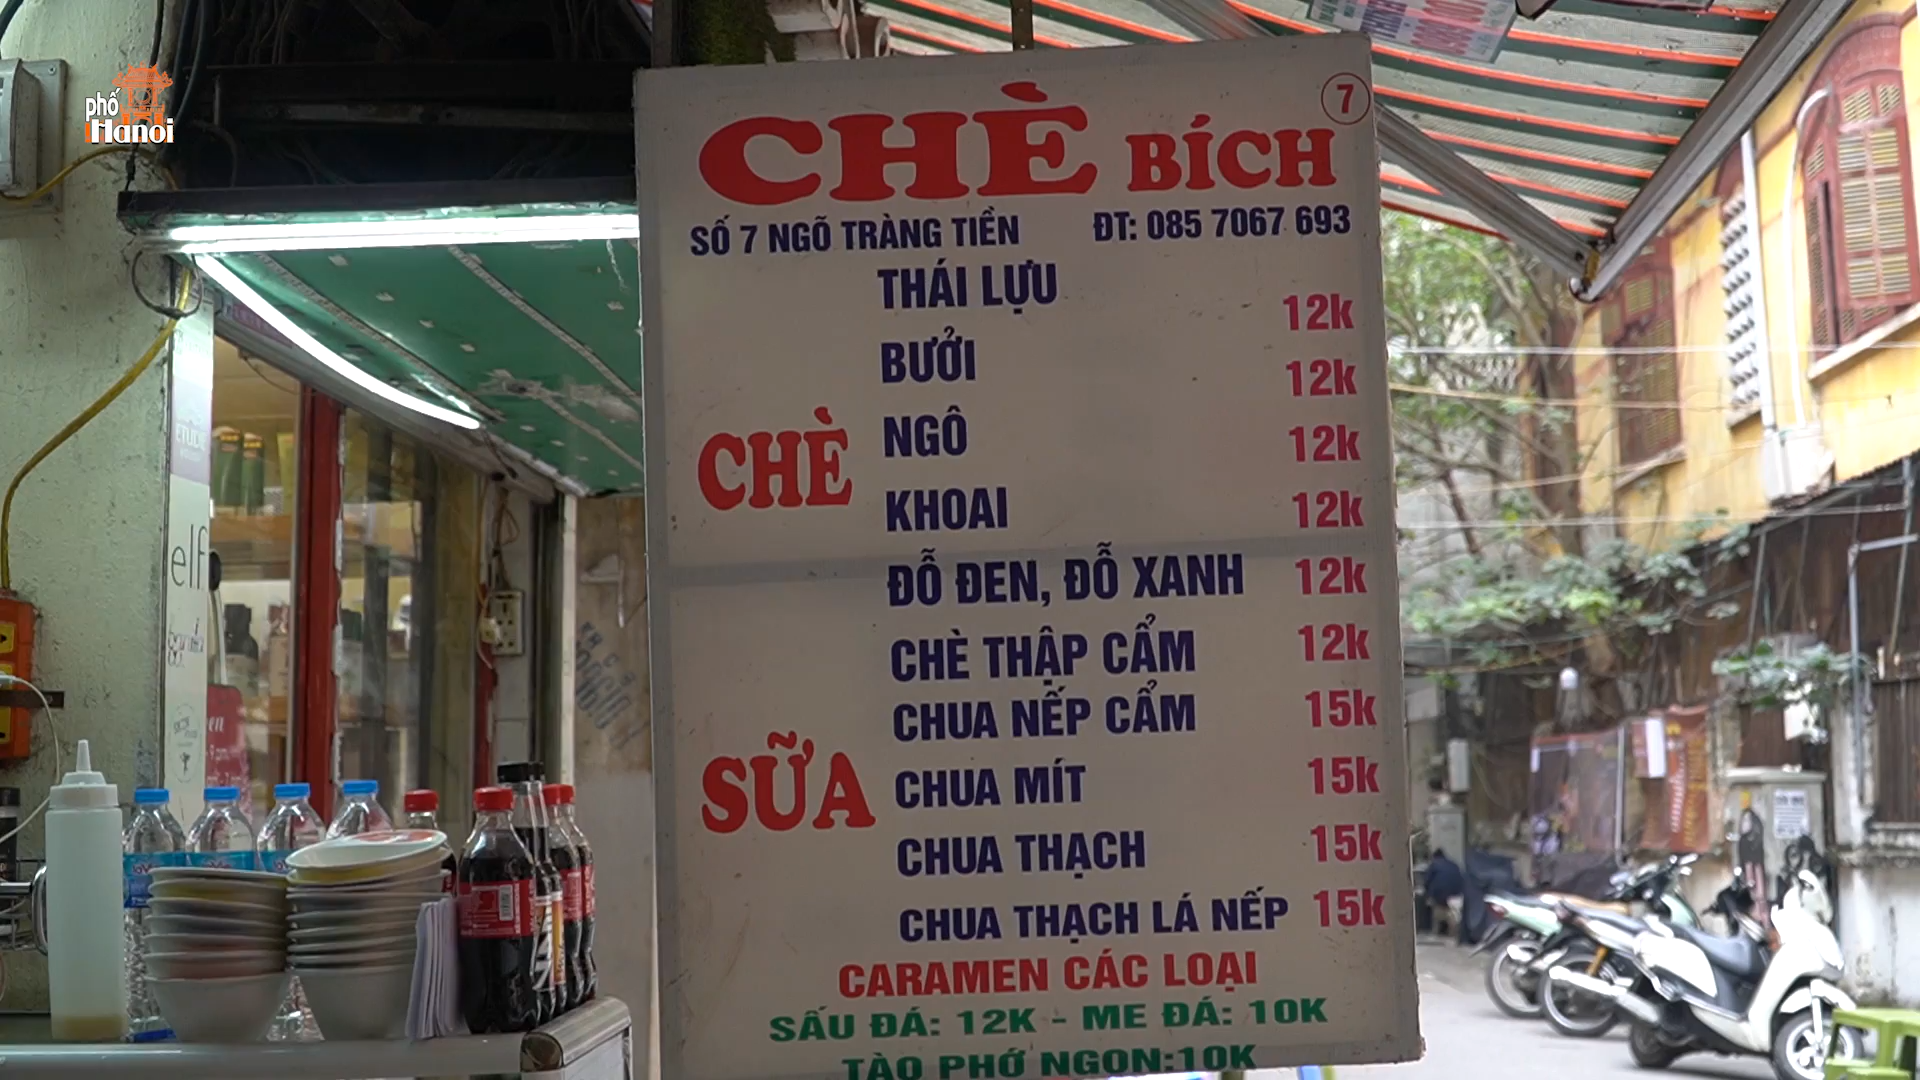 phố
Hanoi
7
CHÈ BÍCH
SỐ 7 NGÕ TRÀNG TIỀN ĐT: 085 7067 693
CHÈ
THÁI LỰU 12k
BƯỞI 12k
NGÔ 12k
KHOAI 12k
ĐỖ ĐEN, ĐỖ XANH 12k
CHÈ THẬP CẨM 12k
SỮA
CHUA NẾP CẨM 15k
CHUA MÍT 15k
CHUA THẠCH 15k
CHUA THẠCH LÁ NẾP 15k
CARAMEN CÁC LOẠI
SẤU ĐÁ: 12K - ME ĐÁ: 10K
TÀO PHỚ NGON:10K
elf